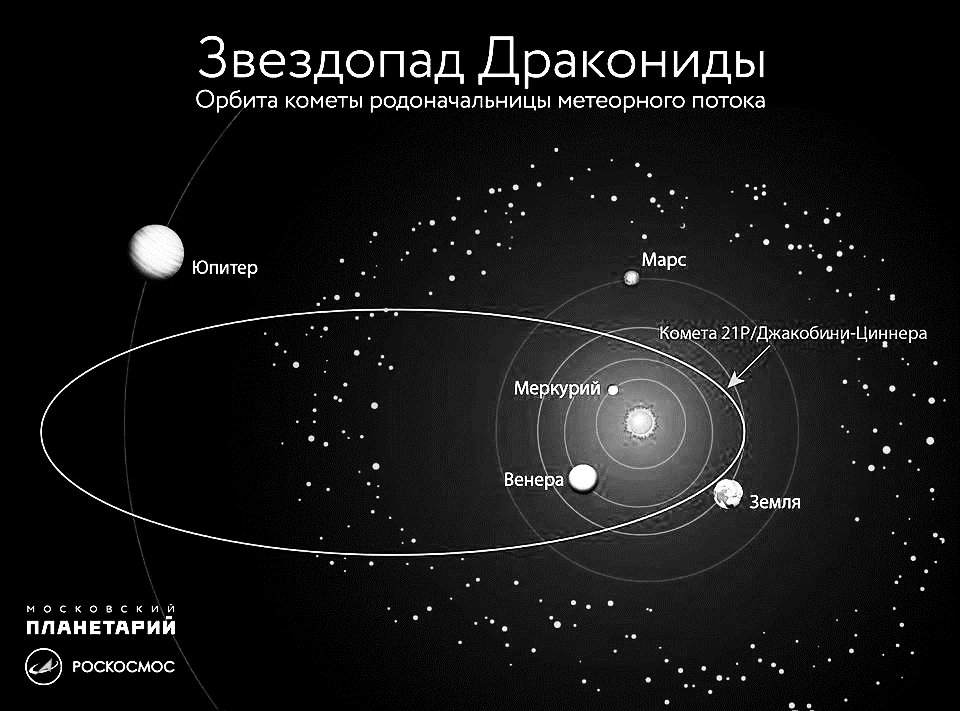 Звездопад Дракониды
Орбита кометы родоначальницы метеорного потока
Юпитер
Марс
Комета 21P/Джакобини-Циннера
Меркурий
Венера
Земля
МОСКОВСКИЙ
ПЛАНЕТАРИЙ
РОСКОСМОС